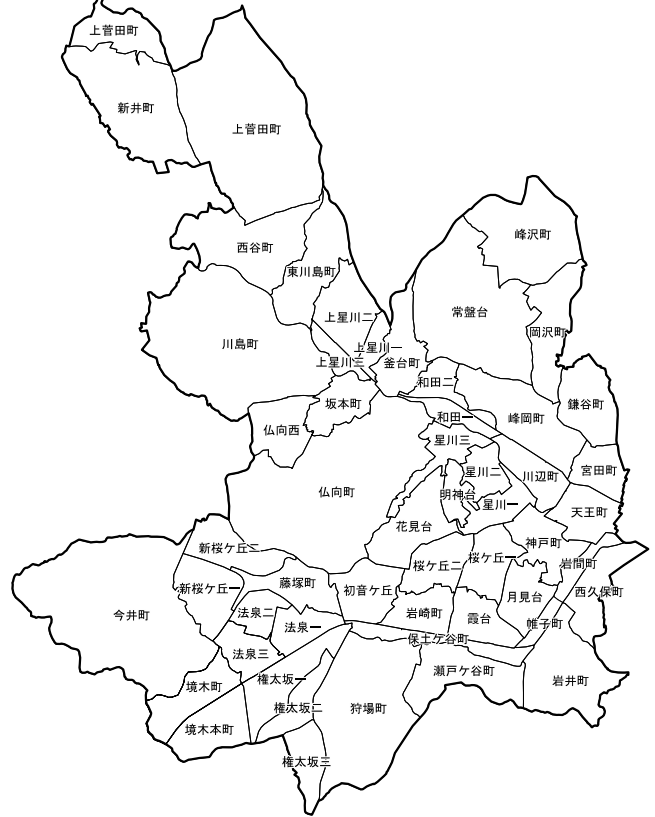 上菅田町
新井町
上菅田町
峰沢町
西谷町
東川島町
常盤台
上星川二
岡沢町
川島町
上星川一
上星川三
釜台町
和田二
坂本町
鎌谷町
和田一
峰岡町
仏向西
星川三
星川二
宮田町
川辺町
仏向町
明神台
星川一
天王町
花見台
神戸町
新桜ケ丘二
桜ケ丘一
岩間町
桜ケ丘二
藤塚町
新桜ケ丘一
初音ケ丘
西久保町
月見台
今井町
法泉二
岩崎町
霞台
法泉一
帷子町
保土ケ谷町
法泉三
瀬戸ケ谷町
権太坂一
岩井町
境木町
権太坂二
狩場町
境木本町
権太坂三